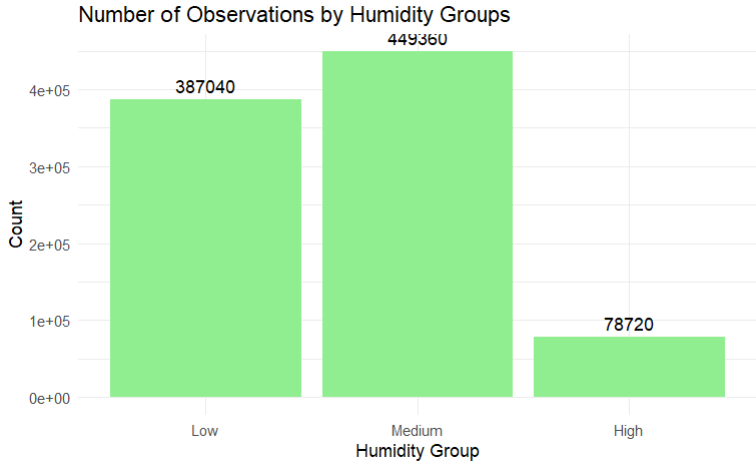 Number of Observations by Humidity Groups
449360
387040
4e+05
3e+05
2e+05
78720
1e+05
0e+00
Count
Low Medium High
Humidity Group